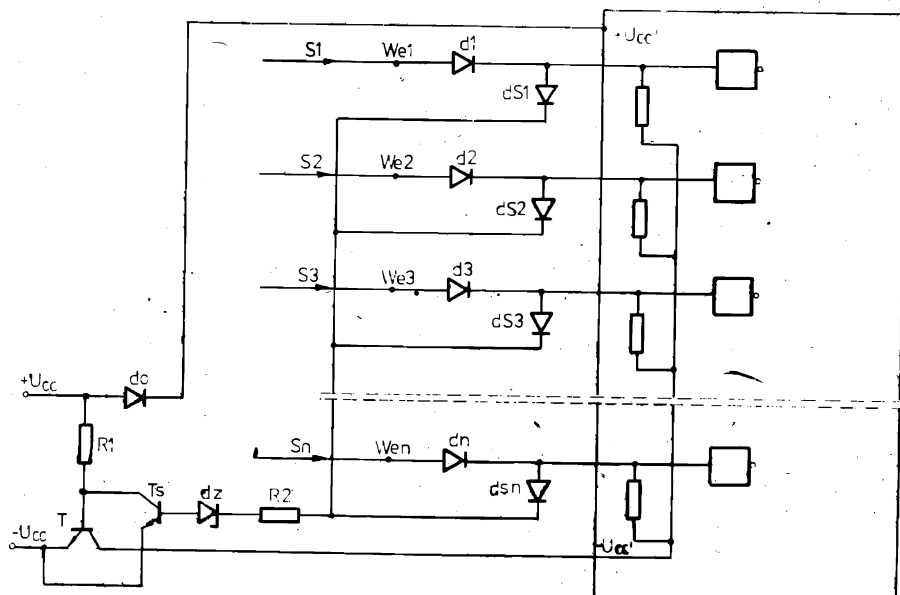 S1 We1 d1 +Ucc'
dS1
S2 We2 d2
dS2
S3 We3 d3
dS3
+Ucc do
R1
Sn Wen dn
dsn
Ts dz R2
T
-Ucc -Ucc'